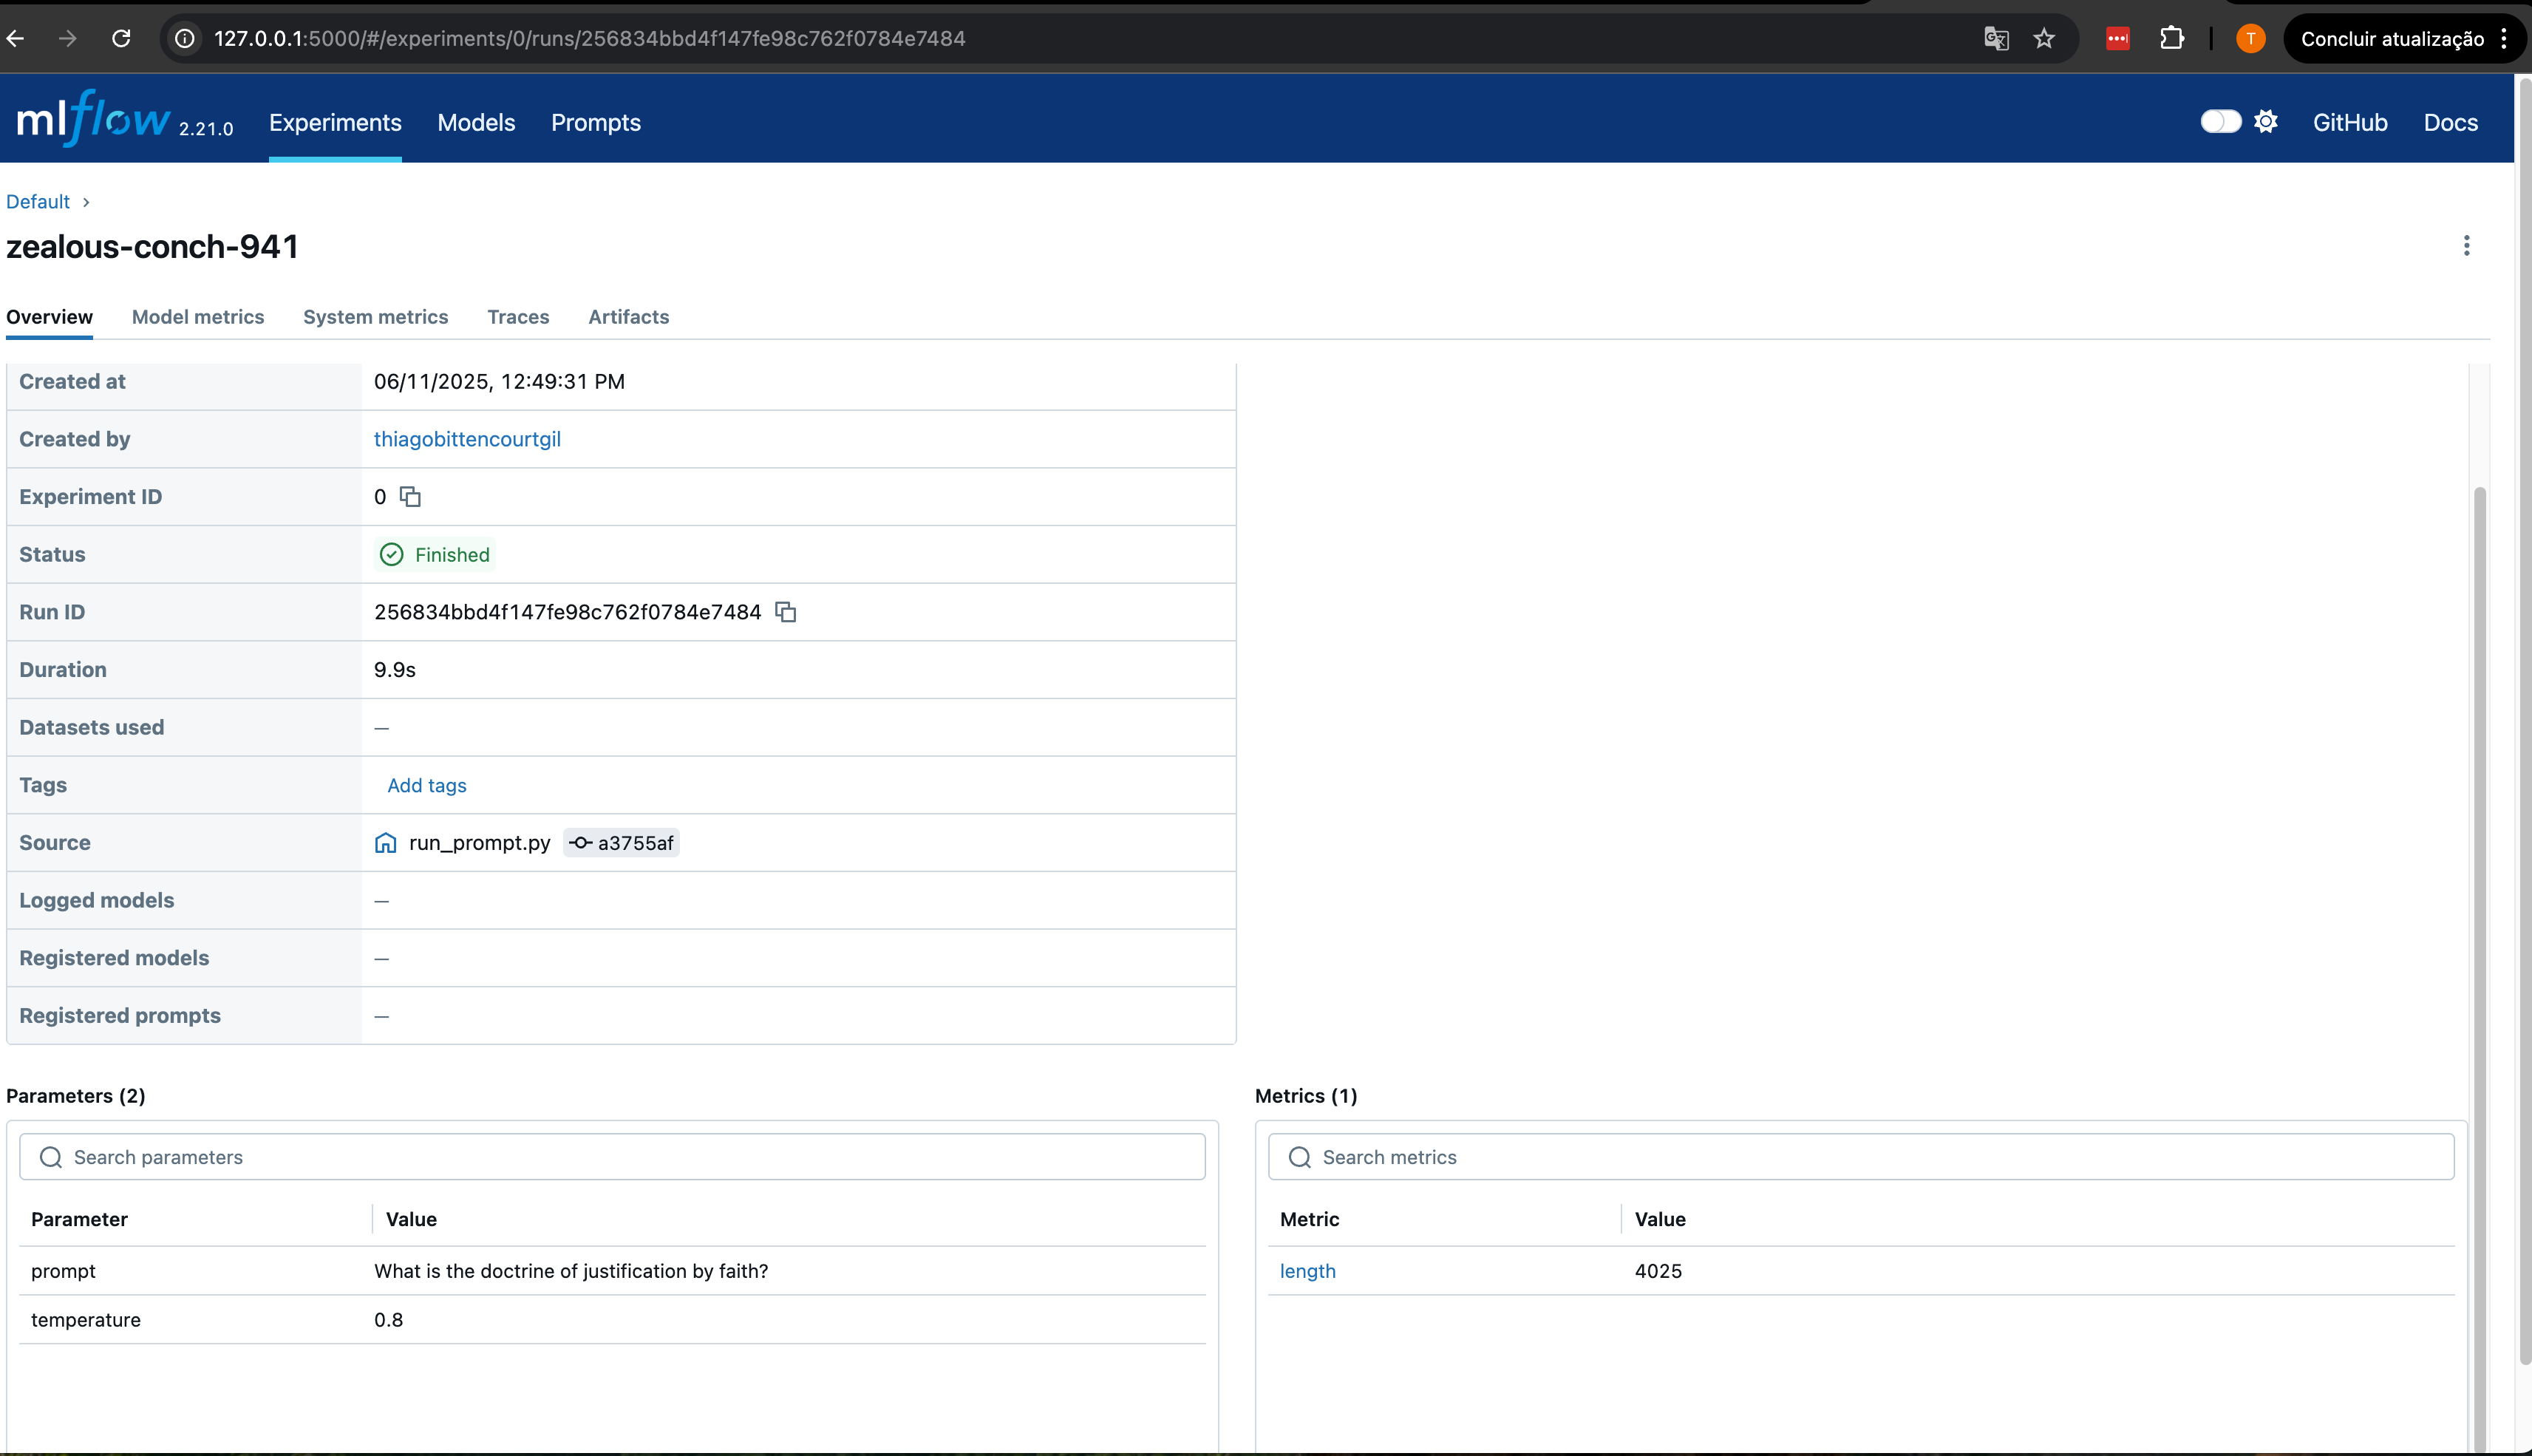 127.0.0.1:5000/#/experiments/0/runs/256834bbd4f147fe98c762f0784e7484
T
Concluir atualização
mlflow 2.21.0 Experiments Models Prompts GitHub Docs
Default
zealous-conch-941
Overview Model metrics System metrics Traces Artifacts
Created at 06/11/2025, 12:49:31 PM
Created by thiagobittencourtgil
Experiment ID 0
Status Finished
Run ID 256834bbd4f147fe98c762f0784e7484
Duration 9.9s
Datasets used —
Tags Add tags
Source run_prompt.py a3755af
Logged models —
Registered models —
Registered prompts —
Parameters (2)
Search parameters
Parameter Value
prompt What is the doctrine of justification by faith?
temperature 0.8
Metrics (1)
Search metrics
Metric Value
length 4025